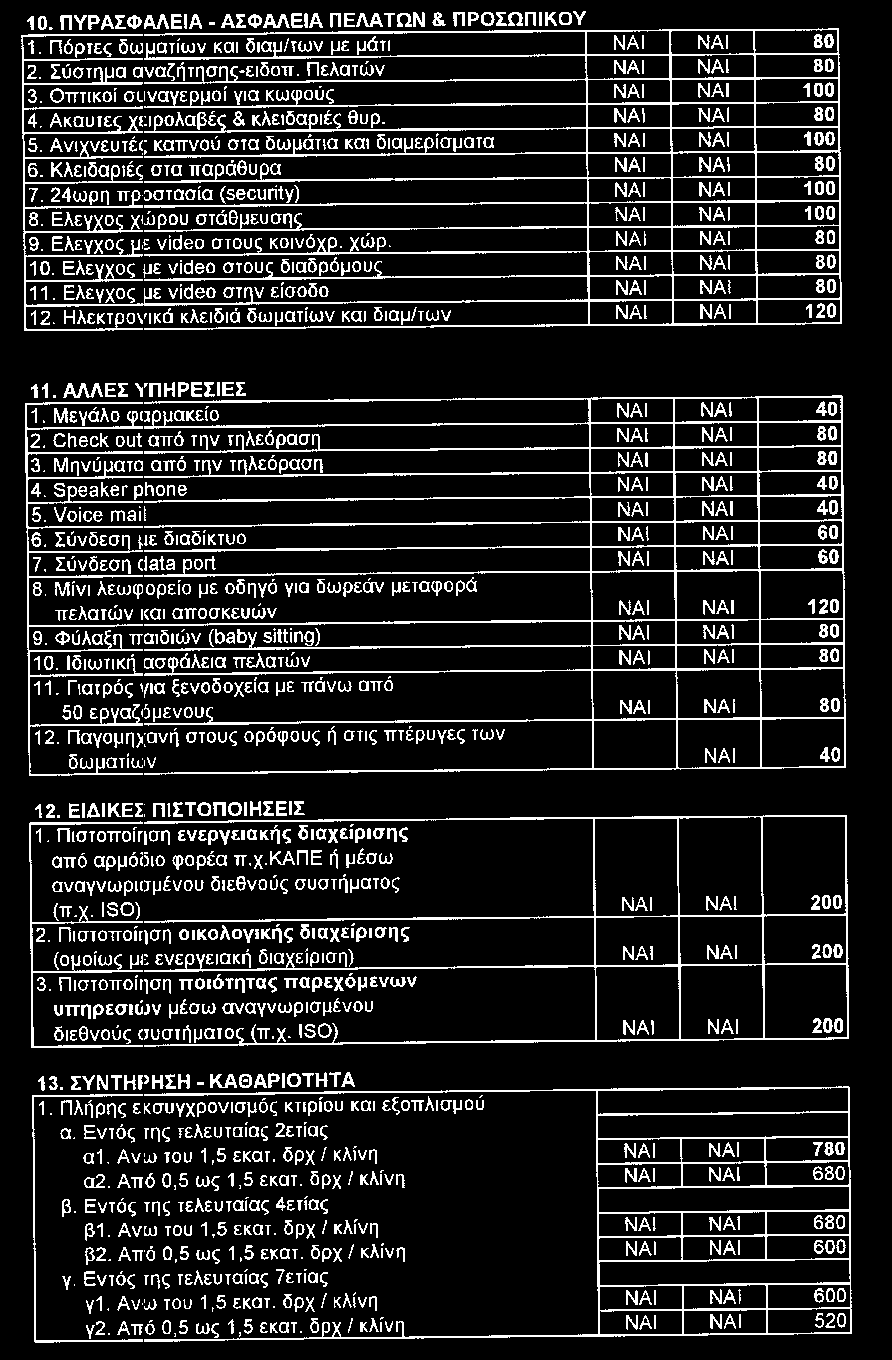 10. ΠΥΡΑΣΦΑΛΕΙΑ - ΑΣΦΑΛΕΙΑ ΠΕΛΑΤΩΝ & ΠΡΟΣΩΠΙΚΟΥ
1. Πόρτες δωματίων και διαμ/των με μάτι ΝΑΙ ΝΑΙ 80
2. Σύστημα αναζήτησης-ειδοπ. Πελατών ΝΑΙ ΝΑΙ 80
3. Οπτικοί συναγερμοί για κωφούς ΝΑΙ ΝΑΙ 100
4. Ακαυτες χειρολαβές & κλειδαριές θυρ. ΝΑΙ ΝΑΙ 80
5. Ανιχνευτές καπνού στα δωμάτια και διαμερίσματα ΝΑΙ ΝΑΙ 100
6. Κλειδαριές στα παράθυρα ΝΑΙ ΝΑΙ 80
7. 24ωρη προστασία (security) ΝΑΙ ΝΑΙ 100
8. Ελεγχος χώρου στάθμευσης ΝΑΙ ΝΑΙ 100
9. Ελεγχος με video στους κοινόχρ. χώρ. ΝΑΙ ΝΑΙ 80
10. Ελεγχος με video στους διαδρόμους ΝΑΙ ΝΑΙ 80
11. Ελεγχος με video στην είσοδο ΝΑΙ ΝΑΙ 80
12. Ηλεκτρονικά κλειδιά δωματίων και διαμ/των ΝΑΙ ΝΑΙ 120
11. ΑΛΛΕΣ ΥΠΗΡΕΣΙΕΣ
1. Μεγάλο φαρμακείο ΝΑΙ ΝΑΙ 40
2. Check out από την τηλεόραση ΝΑΙ ΝΑΙ 80
3. Μηνύματα από την τηλεόραση ΝΑΙ ΝΑΙ 80
4. Speaker phone ΝΑΙ ΝΑΙ 40
5. Voice mail ΝΑΙ ΝΑΙ 40
6. Σύνδεση με διαδίκτυο ΝΑΙ ΝΑΙ 60
7. Σύνδεση data port ΝΑΙ ΝΑΙ 60
8. Μίνι λεωφορείο με οδηγό για δωρεάν μεταφορά
πελατών και αποσκευών ΝΑΙ ΝΑΙ 120
9. Φύλαξη παιδιών (baby sitting) ΝΑΙ ΝΑΙ 80
10. Ιδιωτική ασφάλεια πελατών ΝΑΙ ΝΑΙ 80
11. Γιατρός για ξενοδοχεία με πάνω από
50 εργαζόμενους ΝΑΙ ΝΑΙ 80
12. Παγομηχανή στους ορόφους ή στις πτέρυγες των
δωματίων ΝΑΙ 40
12. ΕΙΔΙΚΕΣ ΠΙΣΤΟΠΟΙΗΣΕΙΣ
1. Πιστοποίηση ενεργειακής διαχείρισης
από αρμόδιο φορέα π.χ.ΚΑΠΕ ή μέσω
αναγνωρισμένου διεθνούς συστήματος
(π.χ. ISO) ΝΑΙ ΝΑΙ 200
2. Πιστοποίηση οικολογικής διαχείρισης
(ομοίως με ενεργειακή διαχείριση) ΝΑΙ ΝΑΙ 200
3. Πιστοποίηση ποιότητας παρεχόμενων
υπηρεσιών μέσω αναγνωρισμένου
διεθνούς συστήματος (π.χ. ISO) ΝΑΙ ΝΑΙ 200
13. ΣΥΝΤΗΡΗΣΗ - ΚΑΘΑΡΙΟΤΗΤΑ
1. Πλήρης εκσυγχρονισμός κτιρίου και εξοπλισμού
α. Εντός της τελευταίας 2ετίας
α1. Ανω του 1,5 εκατ. δρχ / κλίνη ΝΑΙ ΝΑΙ 780
α2. Από 0,5 ως 1,5 εκατ. δρχ / κλίνη ΝΑΙ ΝΑΙ 680
β. Εντός της τελευταίας 4ετίας
β1. Ανω του 1,5 εκατ. δρχ / κλίνη ΝΑΙ ΝΑΙ 680
β2. Από 0,5 ως 1,5 εκατ. δρχ / κλίνη ΝΑΙ ΝΑΙ 600
γ. Εντός της τελευταίας 7ετίας
γ1. Ανω του 1,5 εκατ. δρχ / κλίνη ΝΑΙ ΝΑΙ 600
γ2. Από 0,5 ως 1,5 εκατ. δρχ / κλίνη ΝΑΙ ΝΑΙ 520